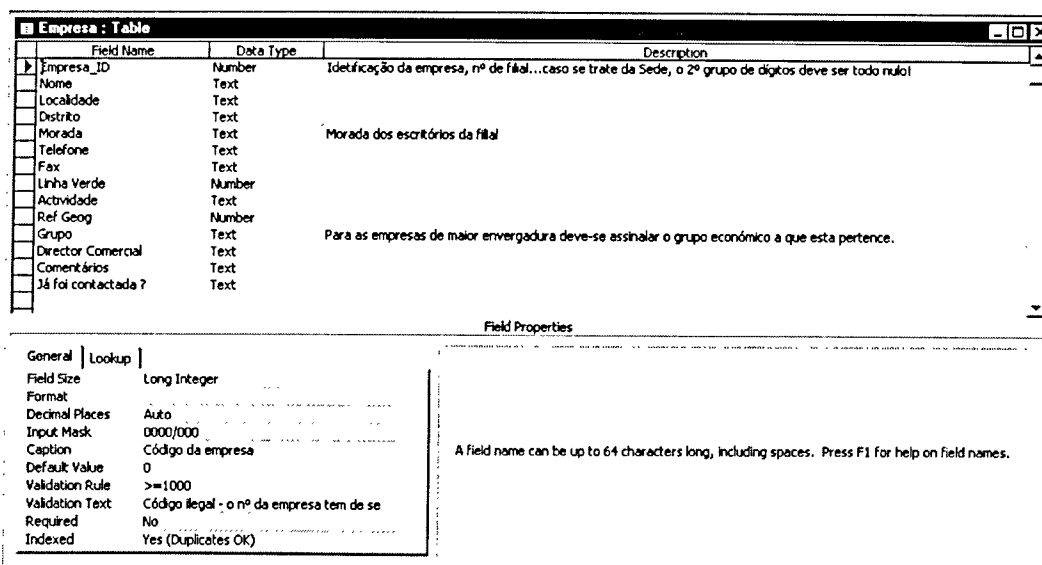 Empresa : Table
Field Name Data Type Description
Empresa_ID Number Idetificação da empresa, nº de filial...caso se trate da Sede, o 2º grupo de dígitos deve ser todo nulo!
Nome Text
Localidade Text
Distrito Text
Morada Text Morada dos escritórios da filial
Telefone Text
Fax Text
Linha Verde Number
Actividade Text
Ref Geog Number
Grupo Text Para as empresas de maior envergadura deve-se assinalar o grupo económico a que esta pertence.
Director Comercial Text
Comentários Text
Já foi contactada ? Text
Field Properties
General Lookup
Field Size Long Integer
Format
Decimal Places Auto
Input Mask 0000/000
Caption Código da empresa
Default Value 0
Validation Rule >=1000
Validation Text Código ilegal - o nº da empresa tem de se
Required No
Indexed Yes (Duplicates OK)
A field name can be up to 64 characters long, including spaces. Press F1 for help on field names.